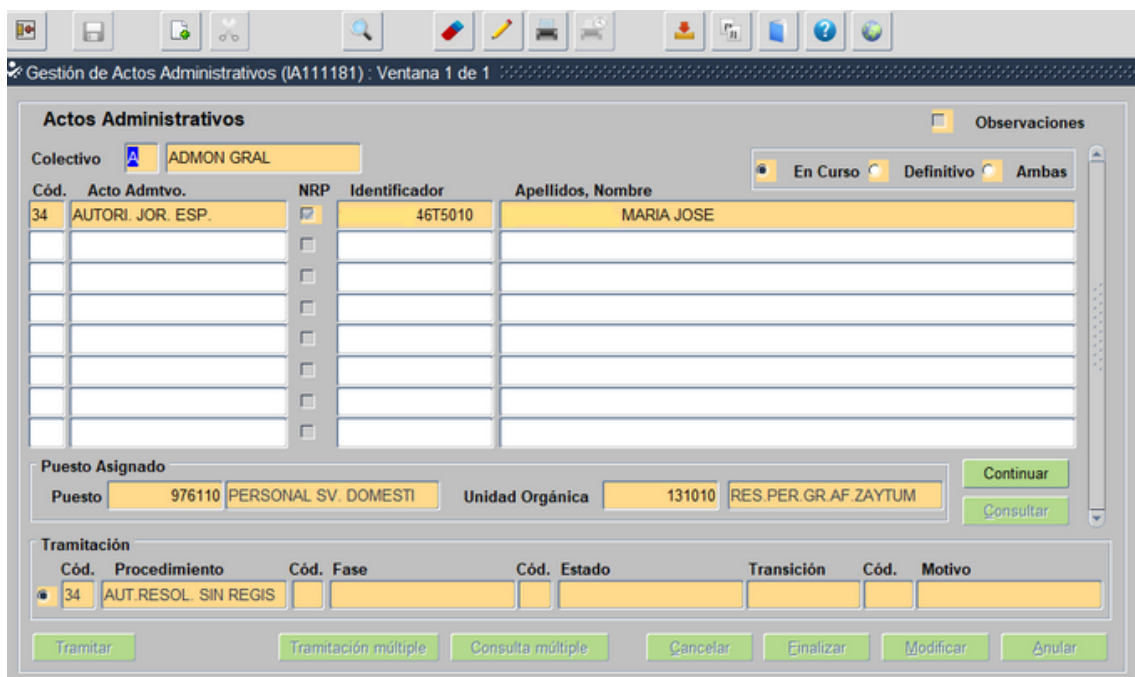 Gestión de Actos Administrativos (IA111181) : Ventana 1 de 1
Actos Administrativos
Observaciones
Colectivo A ADMON GRAL
En Curso Definitivo Ambas
Cód. Acto Admtvo. NRP Identificador Apellidos, Nombre
34 AUTORI. JOR. ESP. 46T5010 MARIA JOSE
Puesto Asignado
Continuar
Puesto 976110 PERSONAL SV. DOMESTI Unidad Orgánica 131010 RES.PER.GR.AF.ZAYTUM
Consultar
Tramitación
Cód. Procedimiento Cód. Fase Cód. Estado Transición Cód. Motivo
34 AUT.RESOL. SIN REGIS
Tramitar Tramitación múltiple Consulta múltiple Cancelar Finalizar Modificar Anular